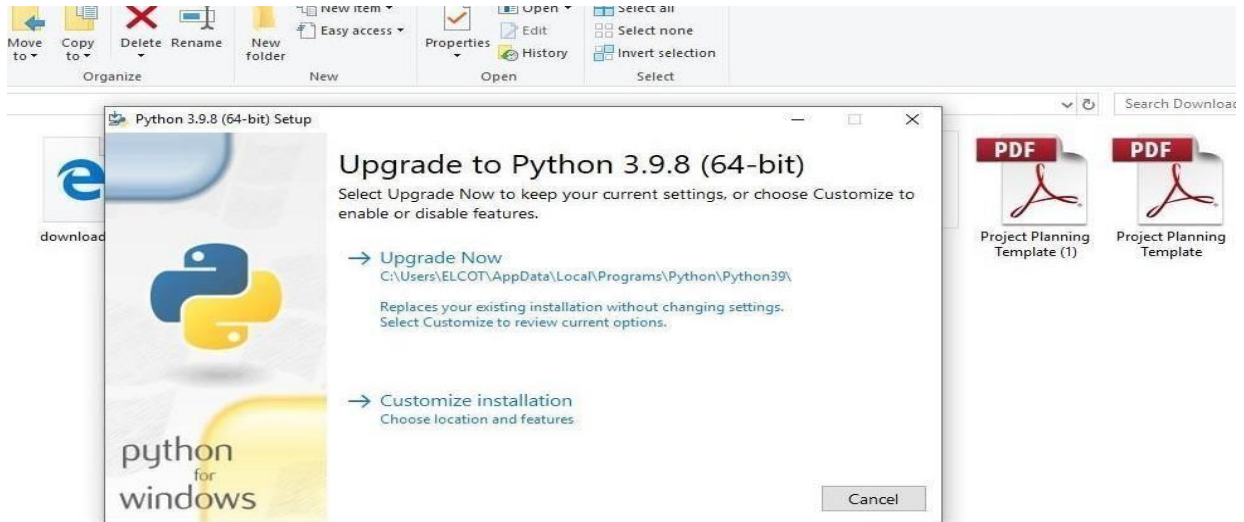 New item
Easy access
Open
Edit
History
Select all
Select none
Invert selection
Move to
Copy to
Delete
Rename
New folder
Properties
Organize
New
Open
Select
Search Download
Python 3.9.8 (64-bit) Setup
Upgrade to Python 3.9.8 (64-bit)
Select Upgrade Now to keep your current settings, or choose Customize to
enable or disable features.
Upgrade Now
C:\Users\ELCOT\AppData\Local\Programs\Python\Python39\
Replaces your existing installation without changing settings.
Select Customize to review current options.
Customize installation
Choose location and features
python
for
windows
Cancel
download
PDF
Project Planning
Template (1)
PDF
Project Planning
Template